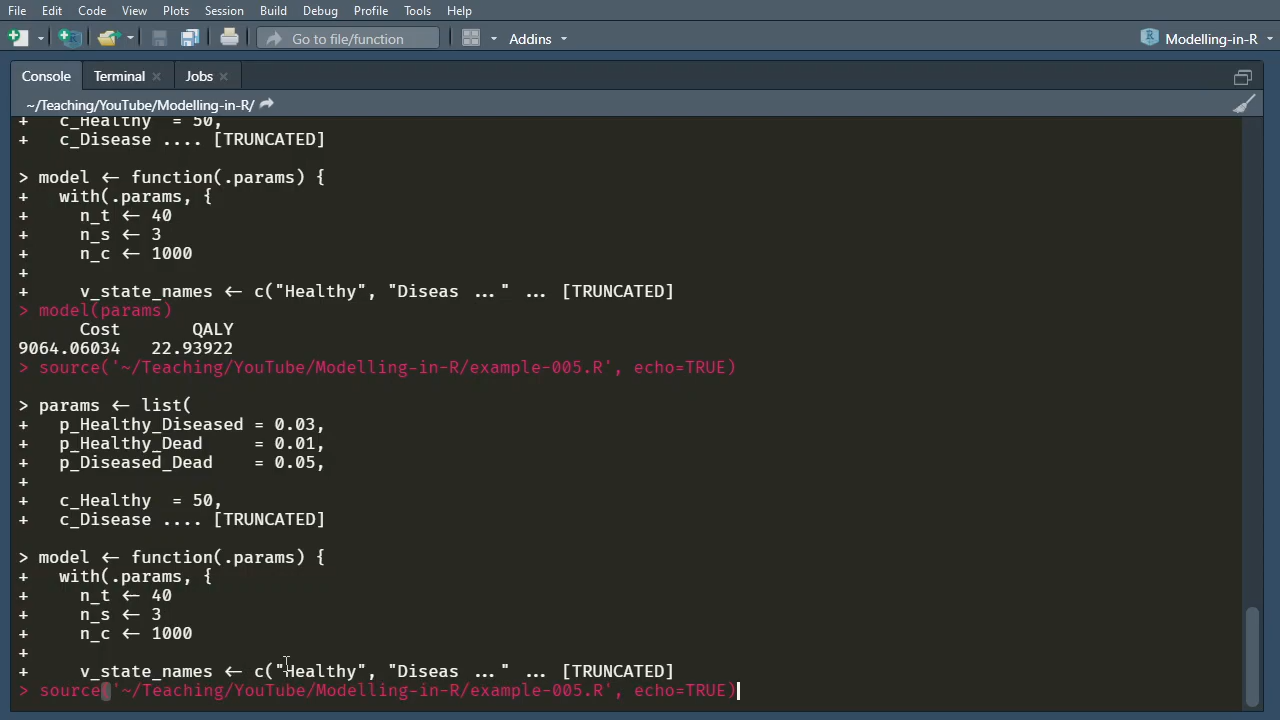 File Edit Code View Plots Session Build Debug Profile Tools Help
Go to file/function Addins Modelling-in-R
Console Terminal Jobs
~/Teaching/YouTube/Modelling-in-R/
+   c_Healthy  = 50,
+   c_Disease .... [TRUNCATED]
> model <- function(.params) {
+   with(.params, {
+     n_t <- 40
+     n_s <- 3
+     n_c <- 1000
+
+     v_state_names <- c("Healthy", "Diseas ..." ... [TRUNCATED]
> model(params)
Cost       QALY
9064.06034   22.93922
> source('~/Teaching/YouTube/Modelling-in-R/example-005.R', echo=TRUE)
> params <- list(
+   p_Healthy_Diseased = 0.03,
+   p_Healthy_Dead     = 0.01,
+   p_Diseased_Dead    = 0.05,
+
+   c_Healthy  = 50,
+   c_Disease .... [TRUNCATED]
> model <- function(.params) {
+   with(.params, {
+     n_t <- 40
+     n_s <- 3
+     n_c <- 1000
+
+     v_state_names <- c("Healthy", "Diseas ..." ... [TRUNCATED]
> source('~/Teaching/YouTube/Modelling-in-R/example-005.R', echo=TRUE)